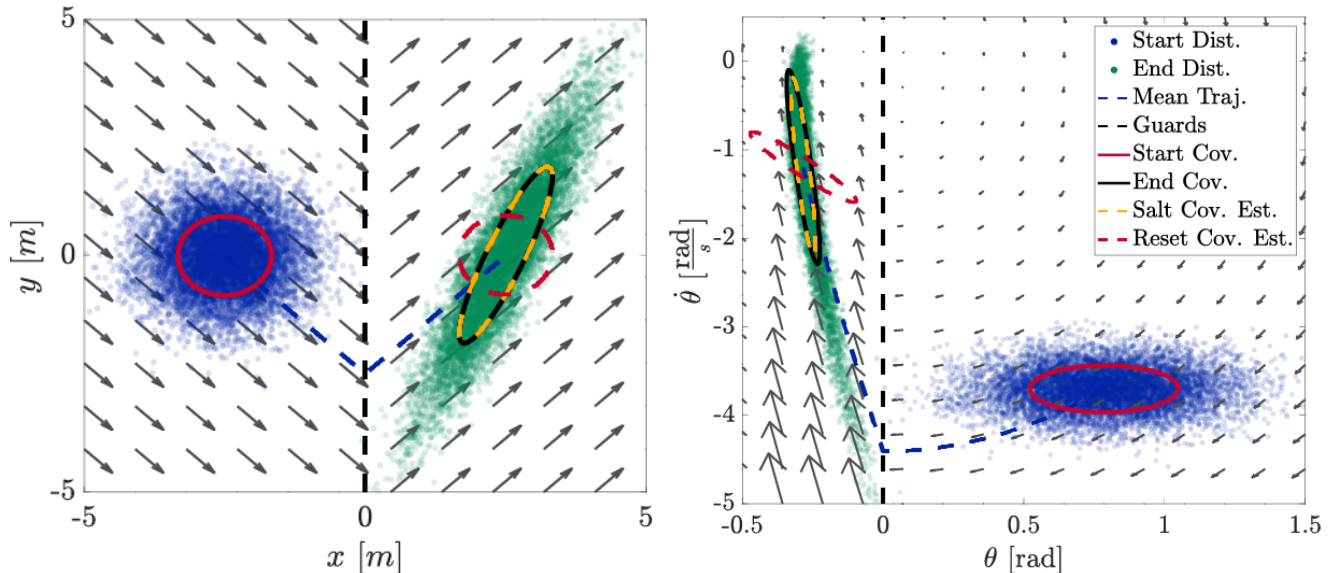 5
0
-5
-5
0
5
y [m]
x [m]
0
-1
-2
-3
-4
-5
-0.5
0
0.5
1
1.5
θ̇ [rad/s]
θ [rad]
Start Dist.
End Dist.
Mean Traj.
Guards
Start Cov.
End Cov.
Salt Cov. Est.
Reset Cov. Est.